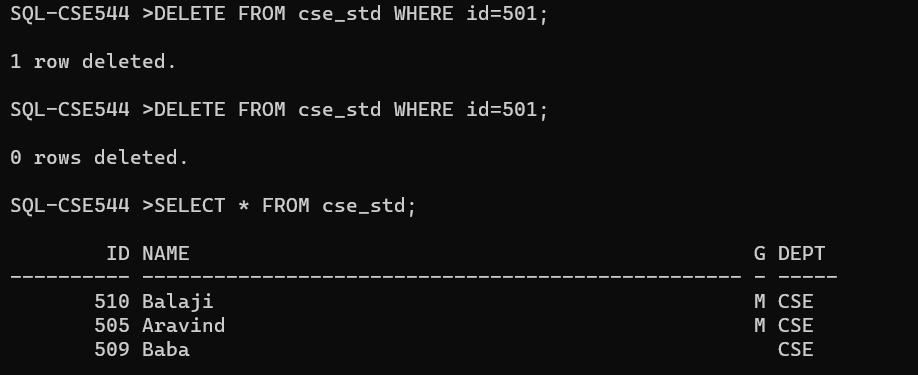 SQL-CSE544 >DELETE FROM cse_std WHERE id=501;
1 row deleted.
SQL-CSE544 >DELETE FROM cse_std WHERE id=501;
0 rows deleted.
SQL-CSE544 >SELECT * FROM cse_std;
        ID NAME                                               G DEPT
---------- -------------------------------------------------- - -----
       510 Balaji                                             M CSE
       505 Aravind                                            M CSE
       509 Baba                                                 CSE